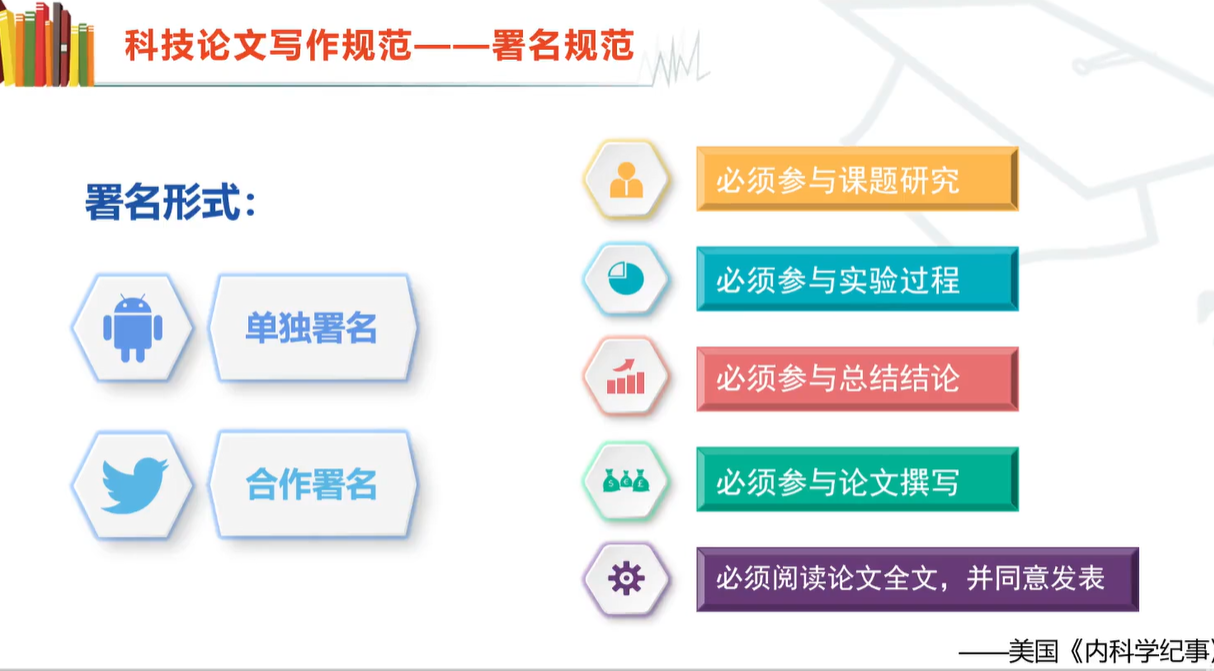 科技论文写作规范——署名规范
署名形式：
单独署名
合作署名
必须参与课题研究
必须参与实验过程
必须参与总结结论
必须参与论文撰写
必须阅读论文全文，并同意发表
——美国《内科学纪事》